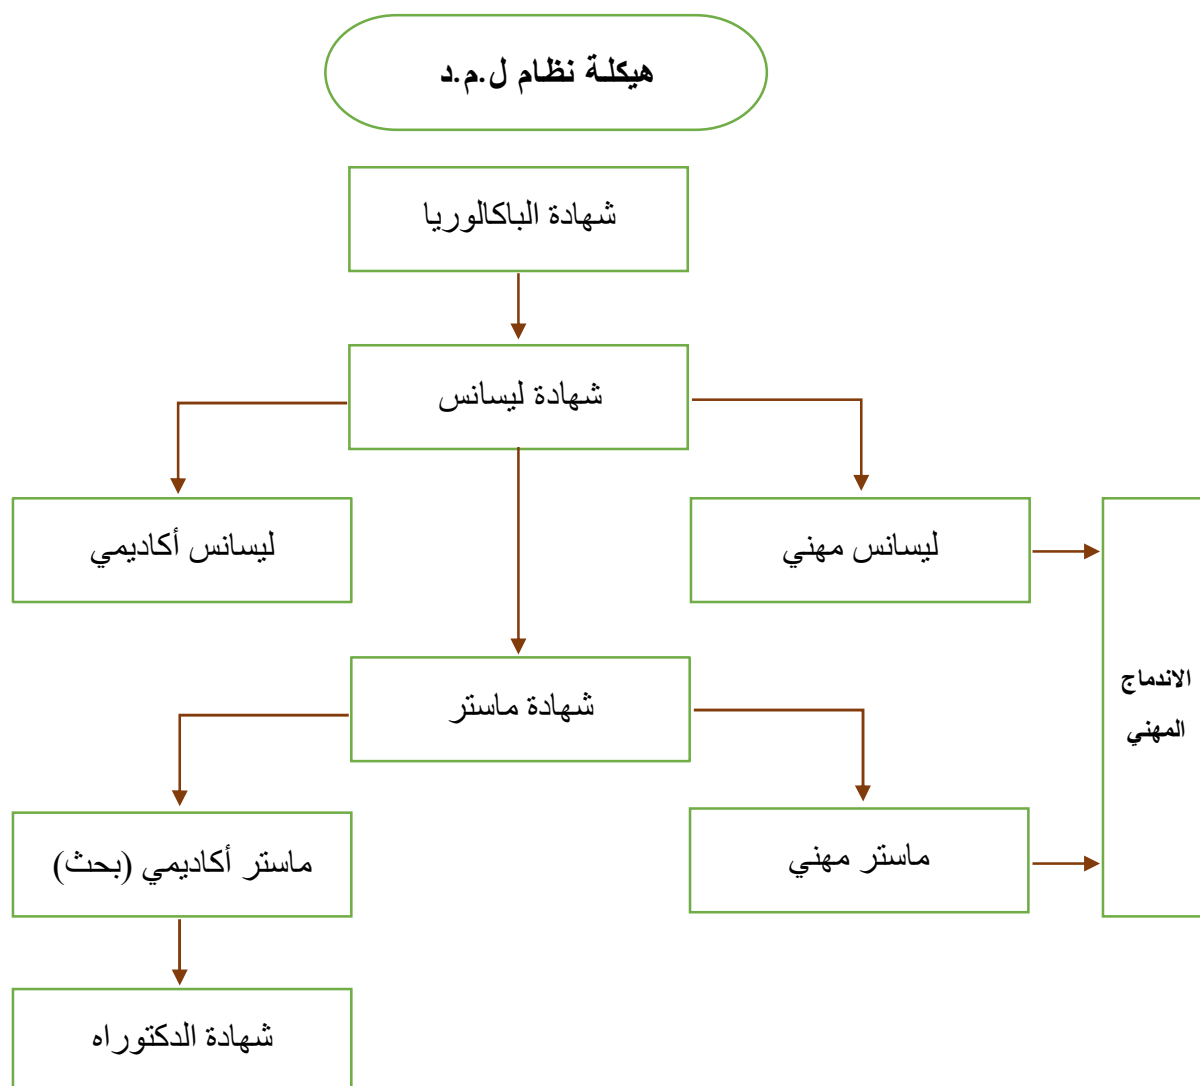 هيكلة نظام ل.م.د
شهادة الباكالوريا
شهادة ليسانس
ليسانس مهني
ليسانس أكاديمي
الاندماج
المهني
شهادة ماستر
ماستر مهني
ماستر أكاديمي (بحث)
شهادة الدكتوراه